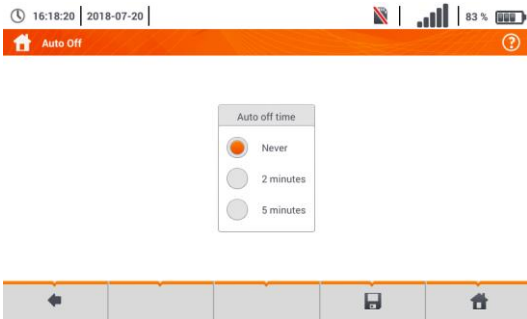 16:18:20 2018-07-20 83 %
Auto Off ?
Auto off time
Never
2 minutes
5 minutes